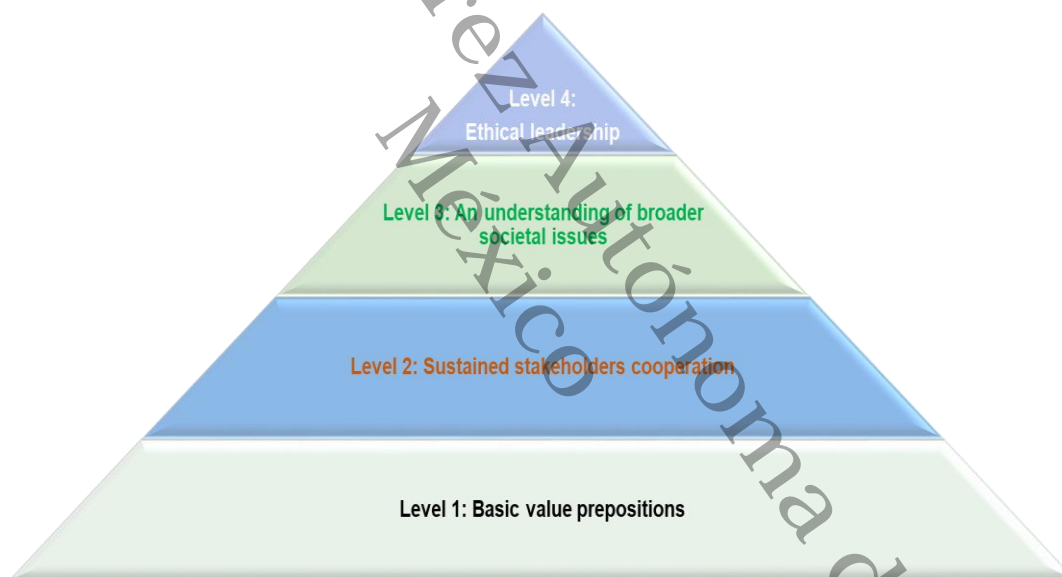 Level 4:
Ethical leadership
Level 3: An understanding of broader
societal issues
Level 2: Sustained stakeholders cooperation
Level 1: Basic value prepositions
Autónoma d
México